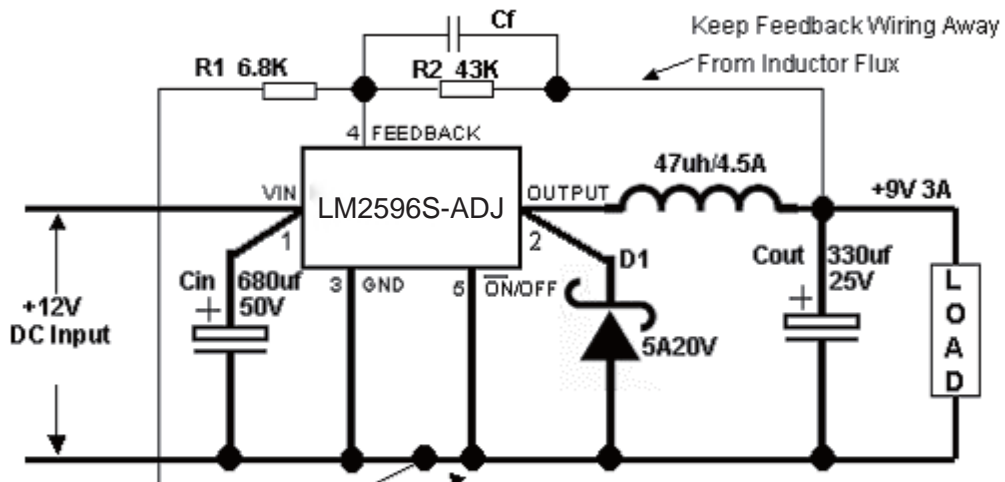 Cf
Keep Feedback Wiring Away
From Inductor Flux
R1 6.8K
R2 43K
4 FEEDBACK
47uh/4.5A
VIN
LM2596S-ADJ
OUTPUT
+9V 3A
1
2
D1
Cin
680uf
50V
3
GND
5
ON/OFF
Cout
330uf
25V
+
+
+12V
DC Input
5A20V
L
O
A
D